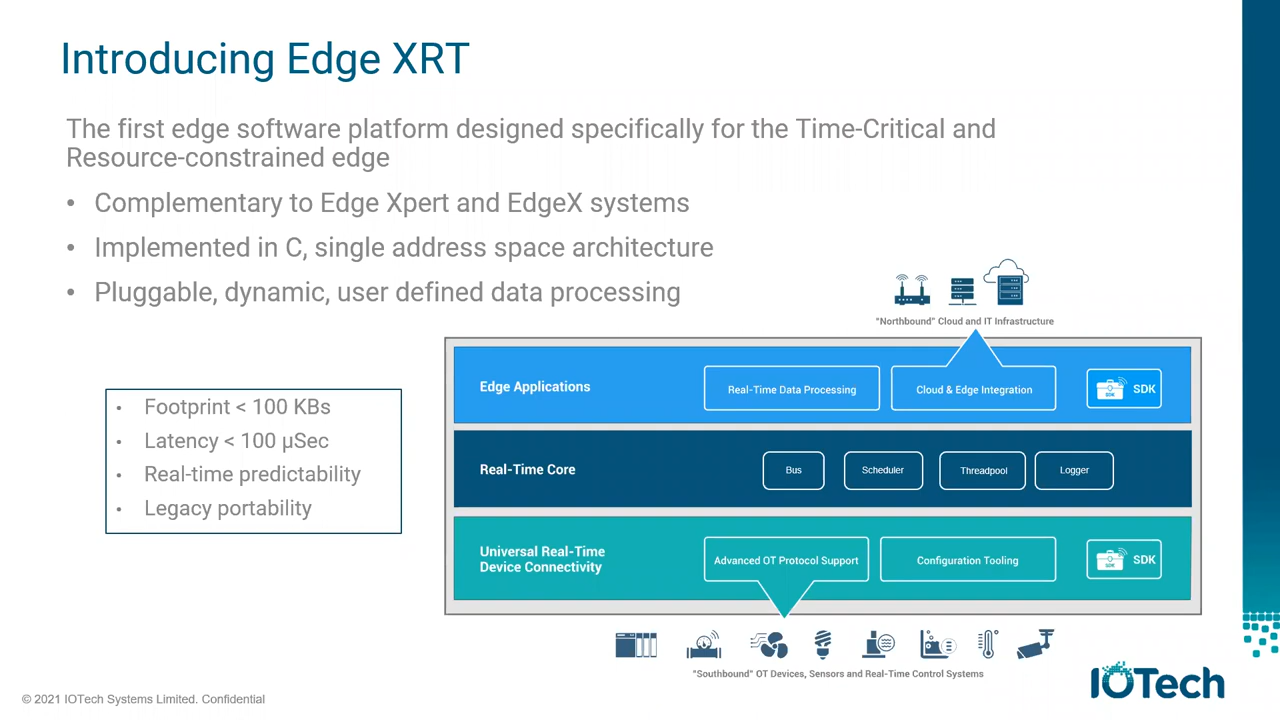 Introducing Edge XRT
The first edge software platform designed specifically for the Time-Critical and
Resource-constrained edge
• Complementary to Edge Xpert and EdgeX systems
• Implemented in C, single address space architecture
• Pluggable, dynamic, user defined data processing
"Northbound" Cloud and IT Infrastructure
• Footprint < 100 KBs
• Latency < 100 µSec
• Real-time predictability
• Legacy portability
Edge Applications
Real-Time Data Processing
Cloud & Edge Integration
SDK
SDK
Real-Time Core
Bus
Scheduler
Threadpool
Logger
Universal Real-Time
Device Connectivity
Advanced OT Protocol Support
Configuration Tooling
SDK
SDK
"Southbound" OT Devices, Sensors and Real-Time Control Systems
© 2021 IOTech Systems Limited. Confidential
IOTech